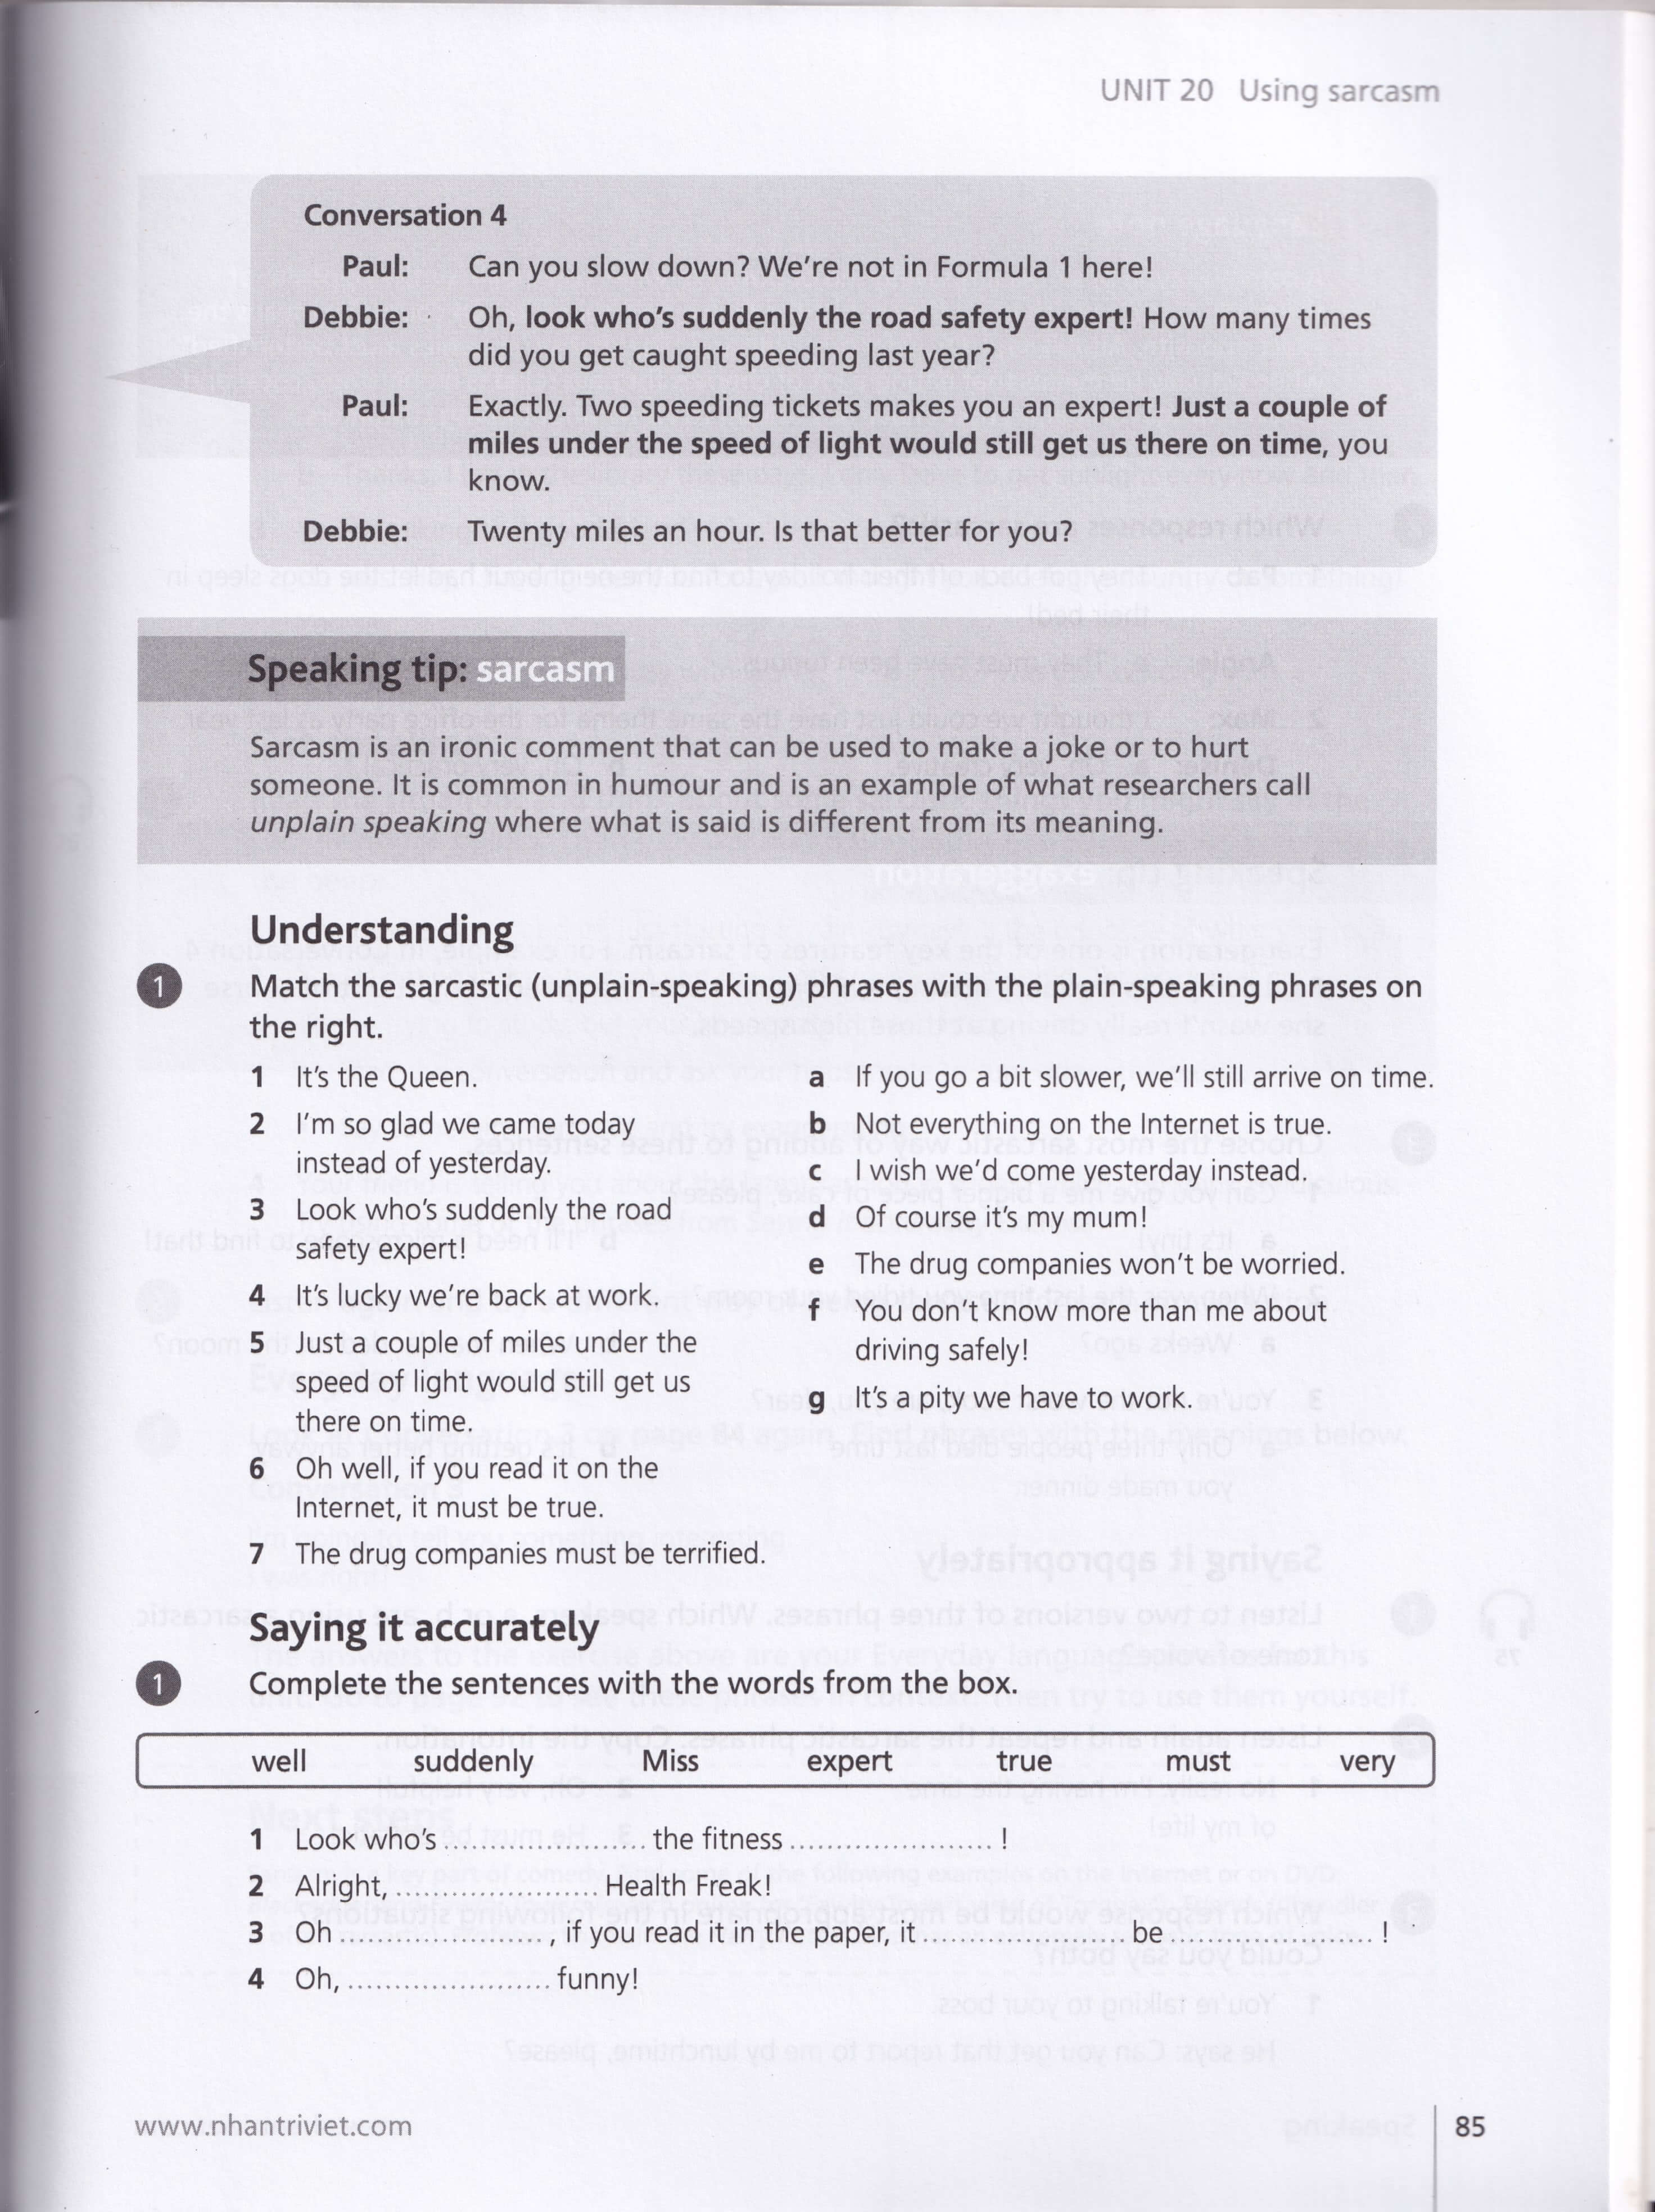 UNIT 20 Using sarcasm
Conversation 4
Paul: Can you slow down? We're not in Formula 1 here!
Debbie: Oh, look who's suddenly the road safety expert! How many times
did you get caught speeding last year?
Paul: Exactly. Two speeding tickets makes you an expert! Just a couple of
miles under the speed of light would still get us there on time, you
know.
Debbie: Twenty miles an hour. Is that better for you?
Speaking tip: sarcasm
Sarcasm is an ironic comment that can be used to make a joke or to hurt
someone. It is common in humour and is an example of what researchers call
unplain speaking where what is said is different from its meaning.
Understanding
1 Match the sarcastic (unplain-speaking) phrases with the plain-speaking phrases on
the right.
1 It's the Queen.
2 I'm so glad we came today
instead of yesterday.
3 Look who's suddenly the road
safety expert!
4 It's lucky we're back at work.
5 Just a couple of miles under the
speed of light would still get us
there on time.
6 Oh well, if you read it on the
Internet, it must be true.
7 The drug companies must be terrified.
a If you go a bit slower, we'll still arrive on time.
b Not everything on the Internet is true.
c I wish we'd come yesterday instead.
d Of course it's my mum!
e The drug companies won't be worried.
f You don't know more than me about
driving safely!
g It's a pity we have to work.
Saying it accurately
1 Complete the sentences with the words from the box.
well suddenly Miss expert true must very
1 Look who's ...................... the fitness ...................... !
2 Alright, ...................... Health Freak!
3 Oh ...................... , if you read it in the paper, it ...................... be ...................... !
4 Oh, ...................... funny!
www.nhantriviet.com
85